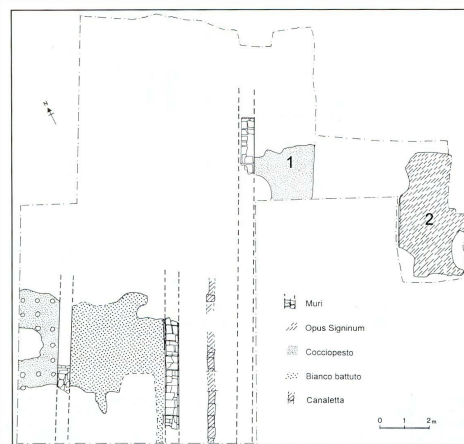 N
1
2
Muri
Opus Signinum
Cocciopesto
Bianco battuto
Canaletta
0 1 2 m